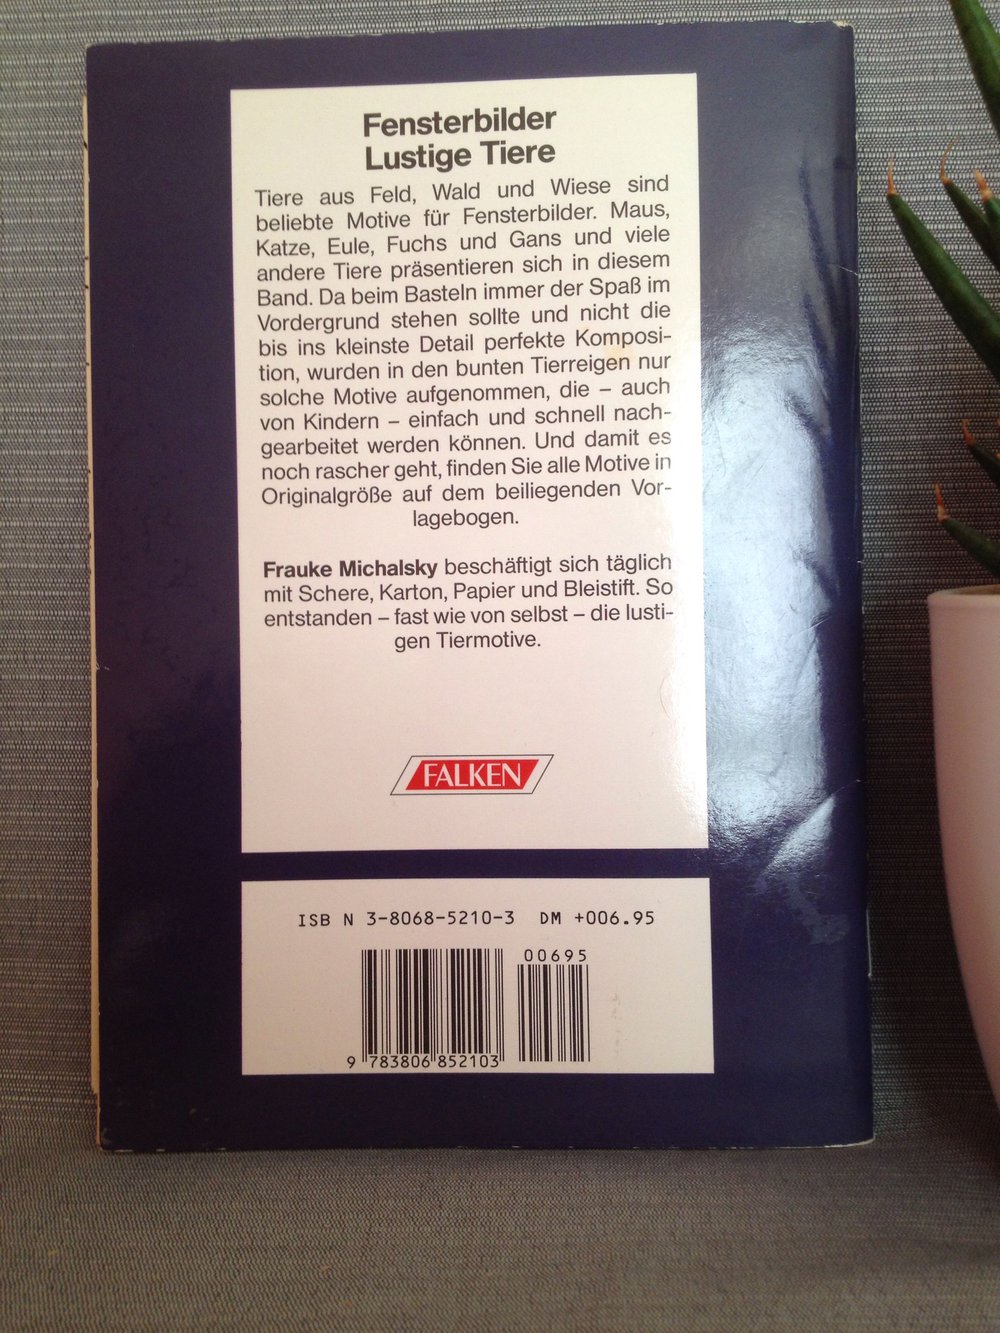 Fensterbilder
Lustige Tiere
Tiere aus Feld, Wald und Wiese sind
beliebte Motive für Fensterbilder. Maus,
Katze, Eule, Fuchs und Gans und viele
andere Tiere präsentieren sich in diesem
Band. Da beim Basteln immer der Spaß im
Vordergrund stehen sollte und nicht die
bis ins kleinste Detail perfekte Komposi-
tion, wurden in den bunten Tierreigen nur
solche Motive aufgenommen, die – auch
von Kindern – einfach und schnell nach-
gearbeitet werden können. Und damit es
noch rascher geht, finden Sie alle Motive in
Originalgröße auf dem beiliegenden Vor-
lagebogen.
Frauke Michalsky beschäftigt sich täglich
mit Schere, Karton, Papier und Bleistift. So
entstanden – fast wie von selbst – die lusti-
gen Tiermotive.
FALKEN
ISB N 3-8068-5210-3 DM +006.95
00695
9 783806 852103